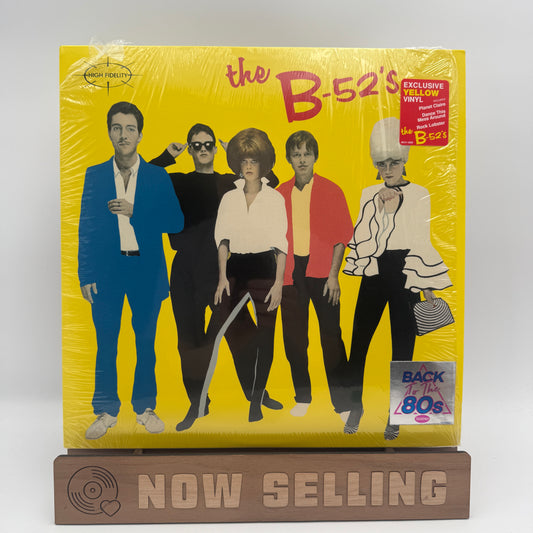 HIGH FIDELITY
the B-52's
EXCLUSIVE
YELLOW
VINYL
Planet Claire
Dance This
Mess Around
Rock Lobster
the B-52's
BACK
To The
80s
NOW SELLING